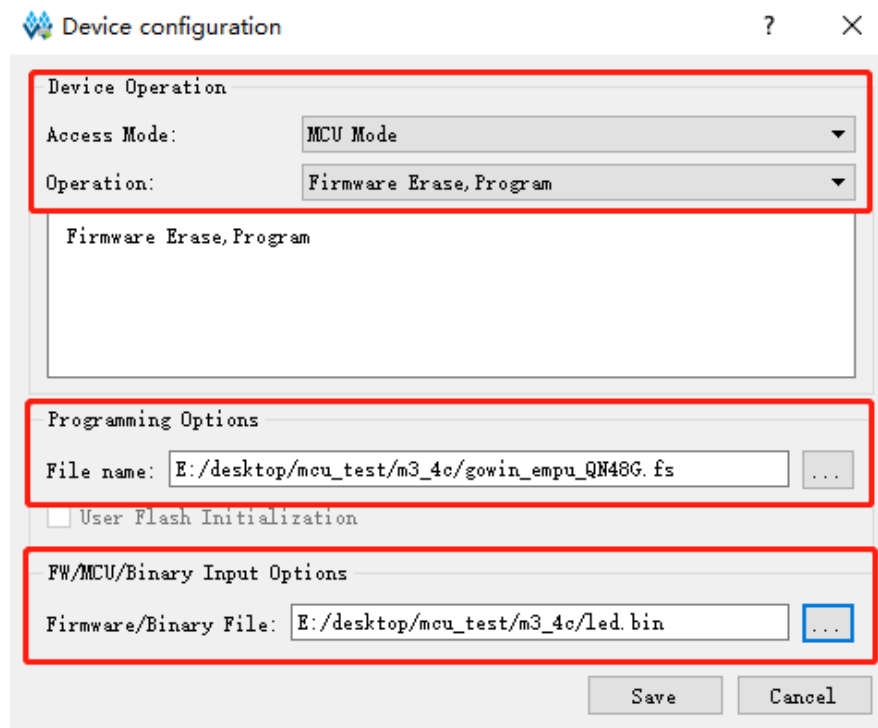 Device configuration ?
Device Operation
Access Mode: MCU Mode
Operation: Firmware Erase,Program
Firmware Erase,Program
Programming Options
File name: E:/desktop/mcu_test/m3_4c/gowin_empu_QN48G.fs ...
User Flash Initialization
FW/MCU/Binary Input Options
Firmware/Binary File: E:/desktop/mcu_test/m3_4c/led.bin ...
Save Cancel